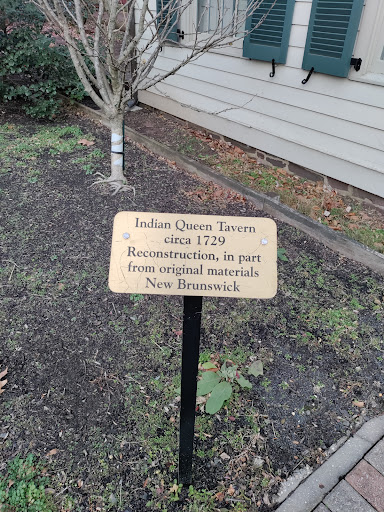 Indian Queen Tavern
circa 1729
Reconstruction, in part
from original materials
New Brunswick